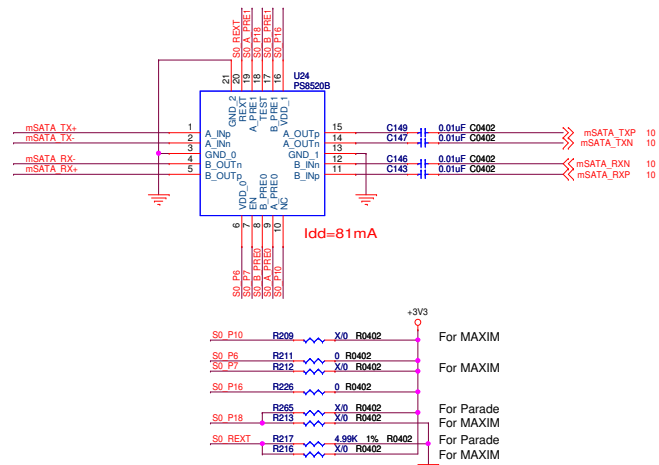 S0_REXT
S0_A_PRE1
S0_P18
S0_B_PRE1
S0_P16
21
20
19
18
17
16
U24
PS8520B
GND_2
REXT
A_PRE1
TEST
B_PRE1
VDD_1
mSATA_TX+ 1 A_INp A_OUTp 15 C149 0.01uF C0402 mSATA_TXP 10
mSATA_TX- 2 A_INn A_OUTn 14 C147 0.01uF C0402 mSATA_TXN 10
3 GND_0 GND_1 13
mSATA_RX- 4 B_OUTn B_INn 12 C146 0.01uF C0402 mSATA_RXN 10
mSATA_RX+ 5 B_OUTp B_INp 11 C143 0.01uF C0402 mSATA_RXP 10
VDD_0
EN
B_PRE0
A_PRE0
NC
6
7
8
9
10
Idd=81mA
S0_P6
S0_P7
S0_B_PRE0
S0_A_PRE0
S0_P10
+3V3
S0_P10 R209 X/0 R0402 For MAXIM
S0_P6 R211 0 R0402
S0_P7 R212 X/0 R0402 For MAXIM
S0_P16 R226 0 R0402
R265 X/0 R0402 For Parade
S0_P18 R213 X/0 R0402 For MAXIM
S0_REXT R217 4.99K 1% R0402 For Parade
R216 X/0 R0402 For MAXIM